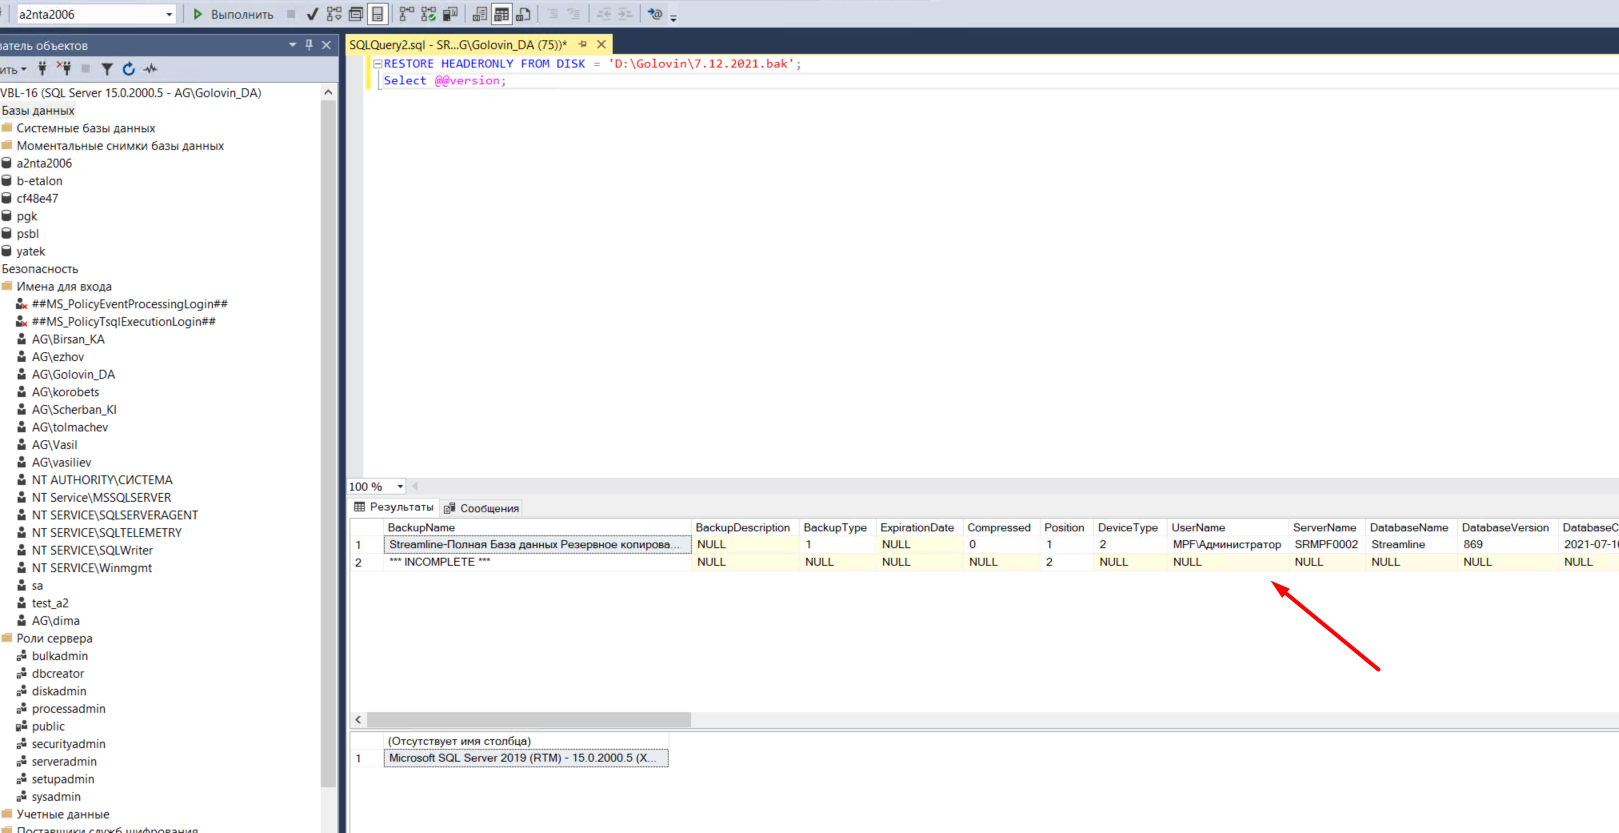 a2nta2006 Выполнить
ватель объектов
ить
VBL-16 (SQL Server 15.0.2000.5 - AG\Golovin_DA)
Базы данных
Системные базы данных
Моментальные снимки базы данных
a2nta2006
b-etalon
cf48e47
pgk
psbl
yatek
Безопасность
Имена для входа
##MS_PolicyEventProcessingLogin##
##MS_PolicyTsqlExecutionLogin##
AG\Birsan_KA
AG\ezhov
AG\Golovin_DA
AG\korobets
AG\Scherban_KI
AG\tolmachev
AG\Vasil
AG\vasiliev
NT AUTHORITY\СИСТЕМА
NT Service\MSSQLSERVER
NT SERVICE\SQLSERVERAGENT
NT SERVICE\SQLTELEMETRY
NT SERVICE\SQLWriter
NT SERVICE\Winmgmt
sa
test_a2
AG\dima
Роли сервера
bulkadmin
dbcreator
diskadmin
processadmin
public
securityadmin
serveradmin
setupadmin
sysadmin
Учетные данные
Поставщики служб шифрования
SQLQuery2.sql - SR...G\Golovin_DA (75))*
RESTORE HEADERONLY FROM DISK = 'D:\Golovin\7.12.2021.bak';
Select @@version;
100 %
Результаты Сообщения
BackupName BackupDescription BackupType ExpirationDate Compressed Position DeviceType UserName ServerName DatabaseName DatabaseVersion DatabaseC
1 Streamline-Полная База данных Резервное копирова... NULL 1 NULL 0 1 2 MPF\Администратор SRMPF0002 Streamline 869 2021-07-1
2 *** INCOMPLETE *** NULL NULL NULL NULL 2 NULL NULL NULL NULL NULL NULL
(Отсутствует имя столбца)
1 Microsoft SQL Server 2019 (RTM) - 15.0.2000.5 (X...